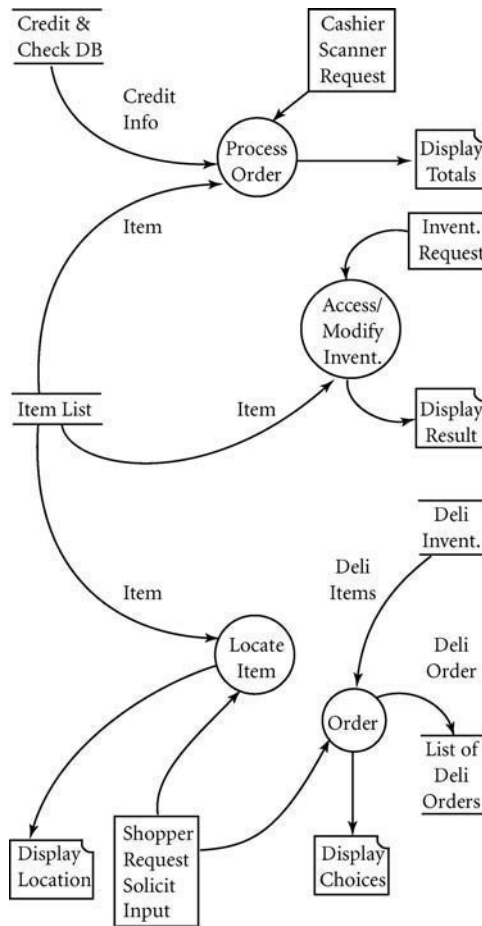 Credit &
Check DB
Cashier
Scanner
Request
Credit
Info
Process
Order
Display
Totals
Item
Invent.
Request
Access/
Modify
Invent.
Item List
Item
Display
Result
Deli
Invent.
Deli
Items
Item
Locate
Item
Deli
Order
Order
List of
Deli
Orders
Display
Location
Shopper
Request
Solicit
Input
Display
Choices